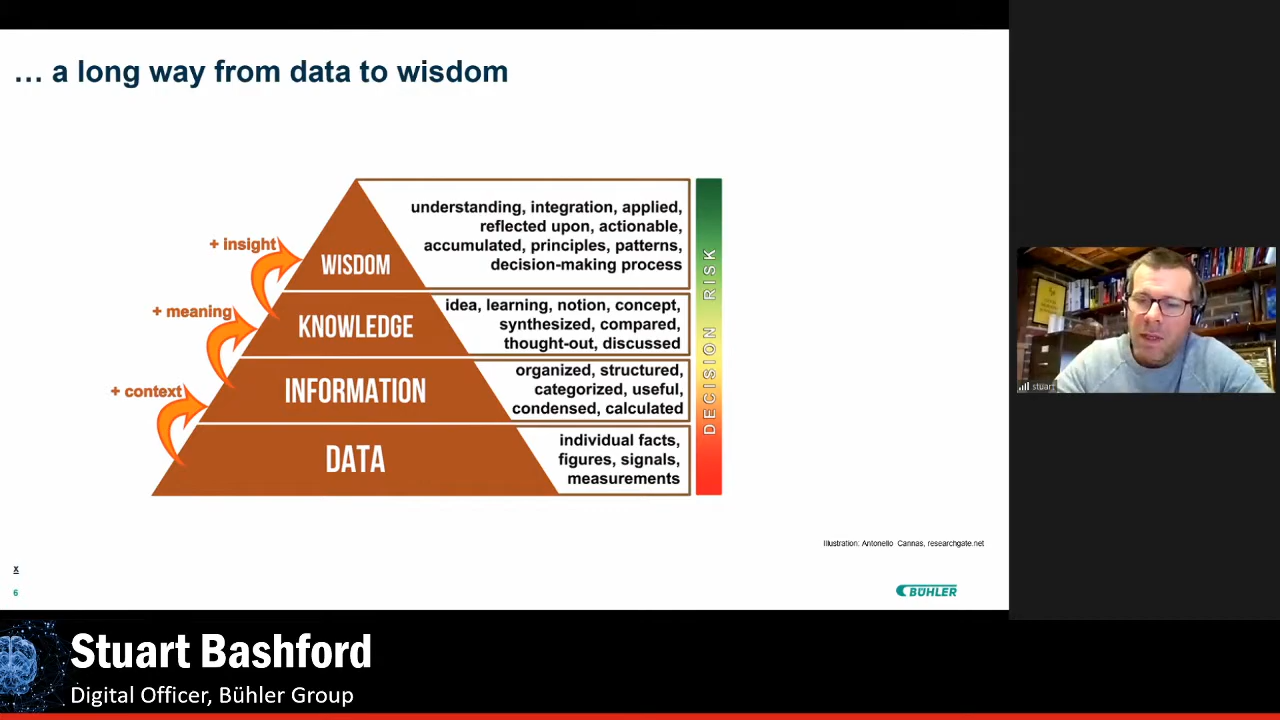 … a long way from data to wisdom
understanding, integration, applied,
reflected upon, actionable,
accumulated, principles, patterns,
decision-making process
+ insight
WISDOM
idea, learning, notion, concept,
synthesized, compared,
thought-out, discussed
+ meaning
KNOWLEDGE
organized, structured,
categorized, useful,
condensed, calculated
+ context
INFORMATION
individual facts,
figures, signals,
measurements
DATA
DECISION RISK
stuart
Illustration: Antonello Cannas, researchgate.net
x
6
BÜHLER
Stuart Bashford
Digital Officer, Bühler Group